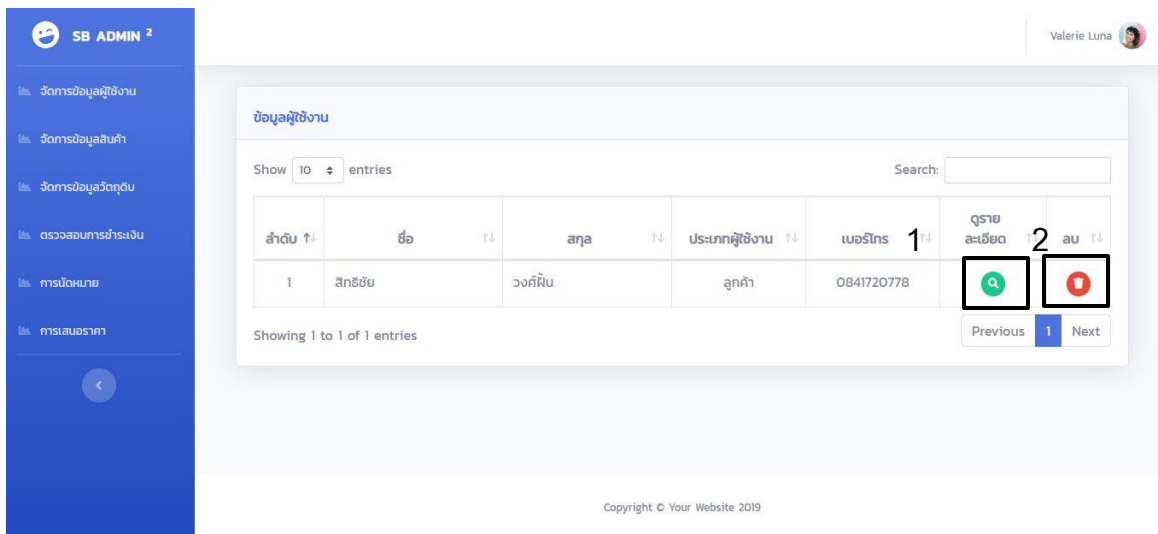 SB ADMIN 2
Valerie Luna
จัดการข้อมูลผู้ใช้งาน
จัดการข้อมูลสินค้า
จัดการข้อมูลวัตถุดิบ
ตรวจสอบการชำระเงิน
การนัดหมาย
การเสนอราคา
ข้อมูลผู้ใช้งาน
Show 10 entries
Search:
ลำดับ ชื่อ สกุล ประเภทผู้ใช้งาน เบอร์โทร 1 ดูราย
ละเอียด 2 ลบ
1 สิทธิชัย วงศ์ฝั้น ลูกค้า 0841720778
Showing 1 to 1 of 1 entries
Previous 1 Next
Copyright © Your Website 2019